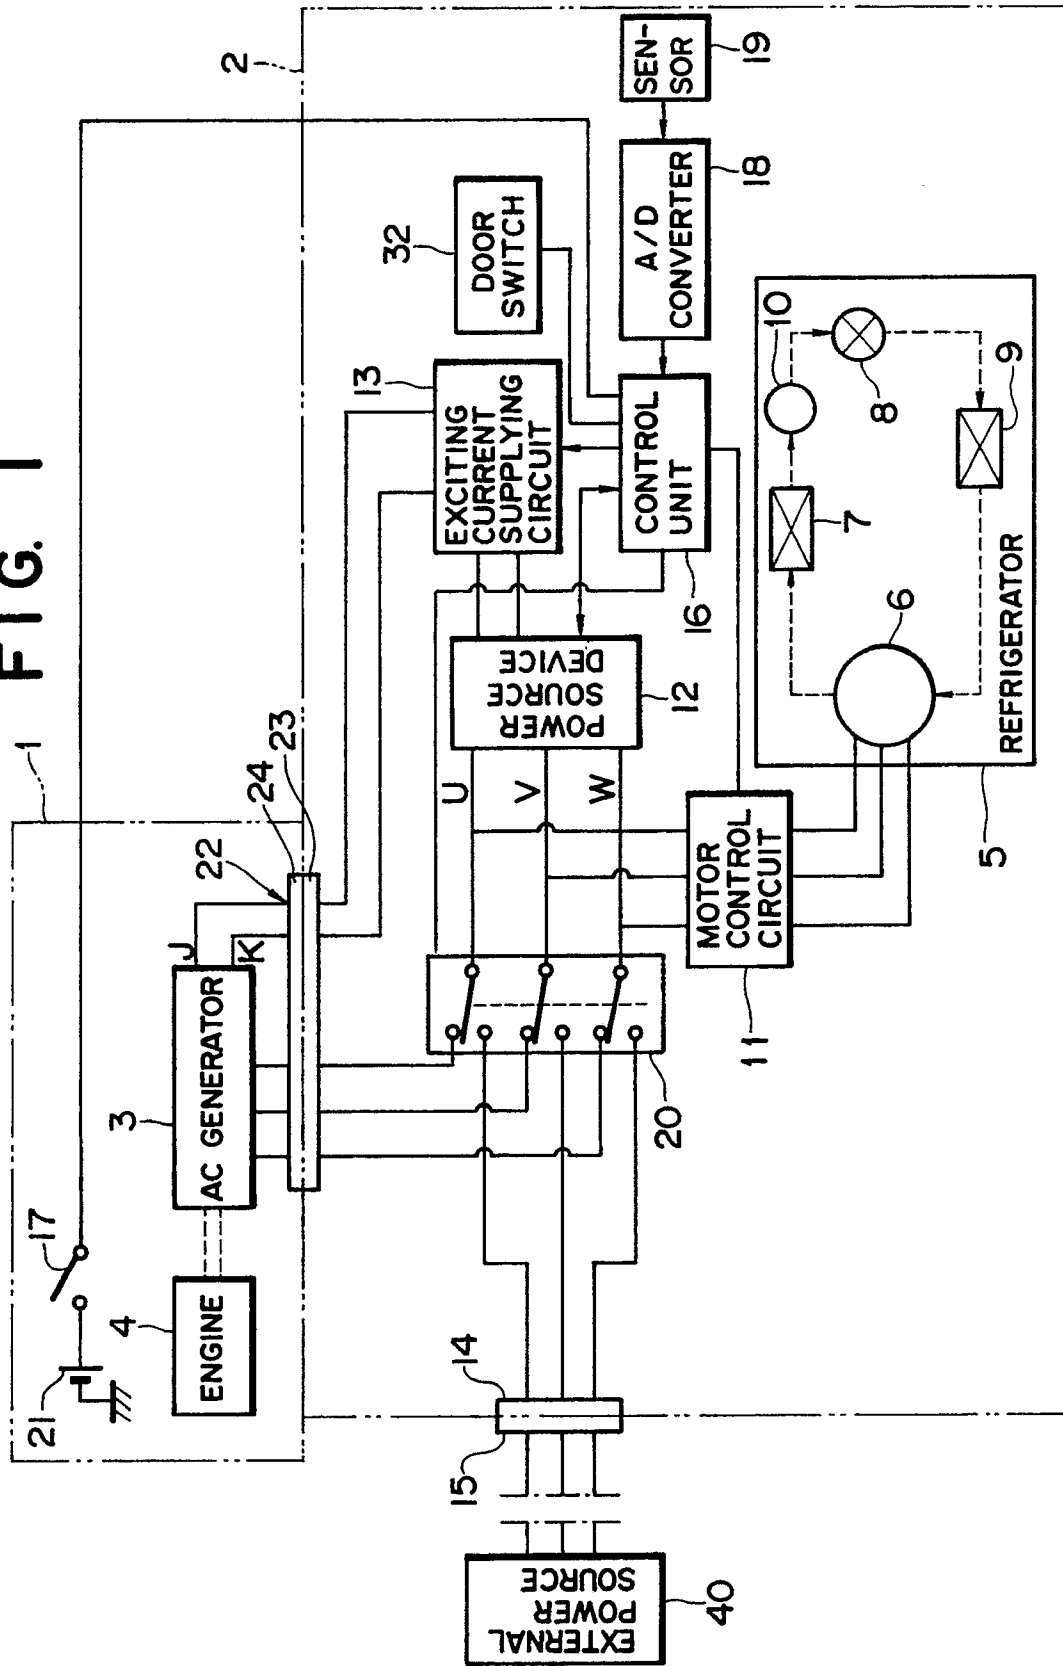 FIG. 1
1
2
21
17
4
ENGINE
3
AC GENERATOR
J
K
22
24
23
13
EXCITING
CURRENT
SUPPLYING
CIRCUIT
32
DOOR
SWITCH
SEN-
SOR
19
A/D
CONVERTER
18
CONTROL
UNIT
16
POWER
SOURCE
DEVICE
12
U
V
W
20
14
15
EXTERNAL
POWER
SOURCE
40
MOTOR
CONTROL
CIRCUIT
11
5
REFRIGERATOR
6
7
10
8
9